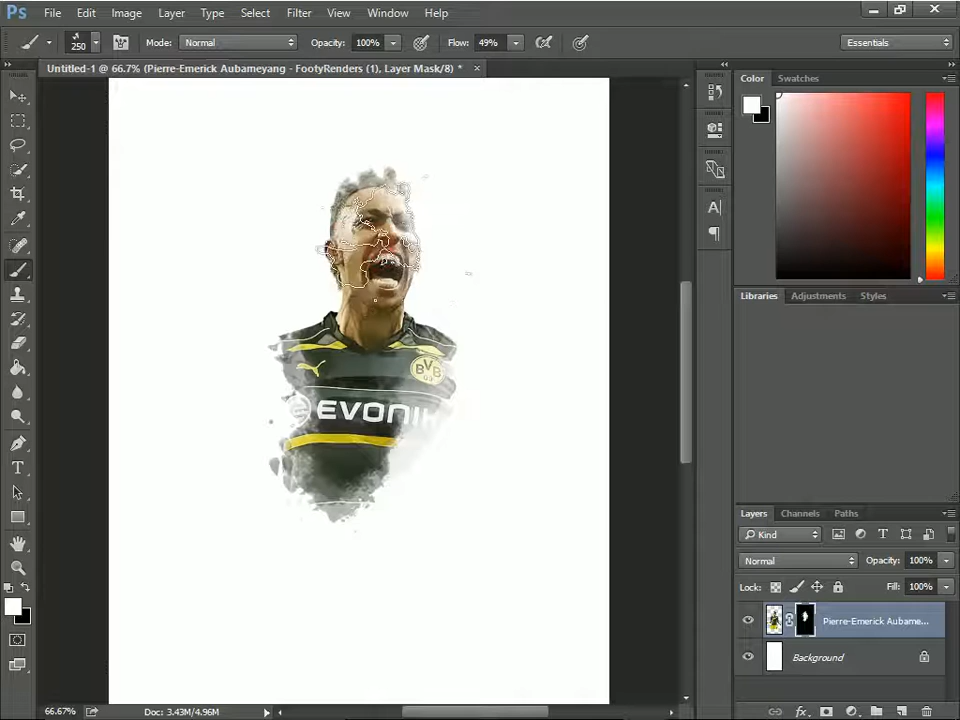 Ps File Edit Image Layer Type Select Filter View Window Help
250 Mode: Normal Opacity: 100% Flow: 49% Essentials
Untitled-1 @ 66.7% (Pierre-Emerick Aubameyang - FootyRenders (1), Layer Mask/8) * ×
Color Swatches
Libraries Adjustments Styles
BVB
09
EVONIK
Layers Channels Paths
Kind
Normal Opacity: 100%
Lock: Fill: 100%
Pierre-Emerick Aubame...
Background
66.67% Doc: 3.43M/4.96M